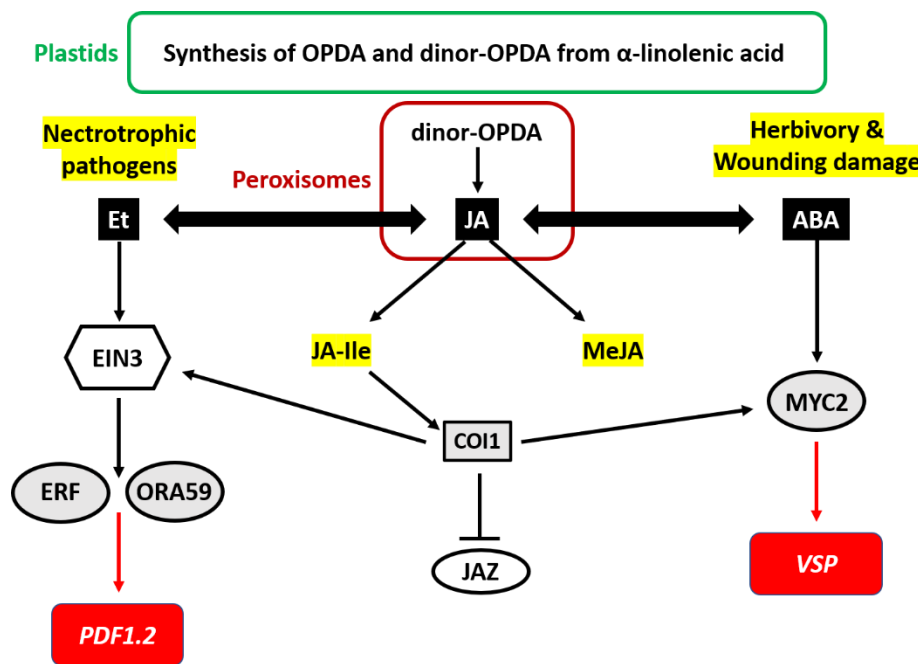 Plastids
Synthesis of OPDA and dinor-OPDA from α-linolenic acid
Nectrotrophic
pathogens
Peroxisomes
dinor-OPDA
Herbivory &
Wounding damage
Et
JA
ABA
EIN3
JA-Ile
MeJA
MYC2
COI1
ERF
ORA59
JAZ
VSP
PDF1.2